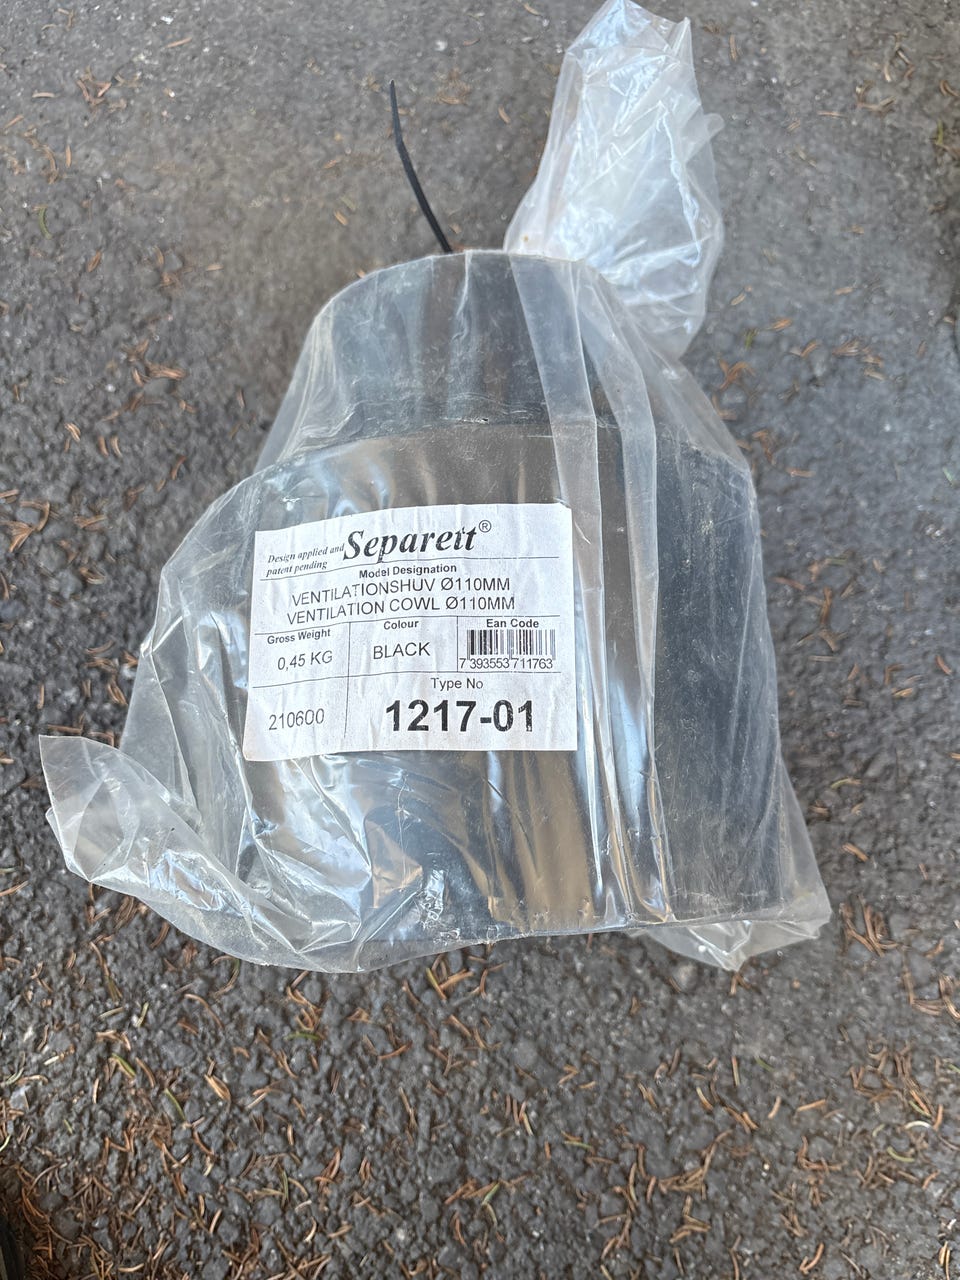 Design applied and
patent pending
Separett®
Model Designation
VENTILATIONSHUV Ø110MM
VENTILATION COWL Ø110MM
Gross Weight
Colour
Ean Code
0,45 KG
BLACK
7 393553 711763
Type No
210600
1217-01